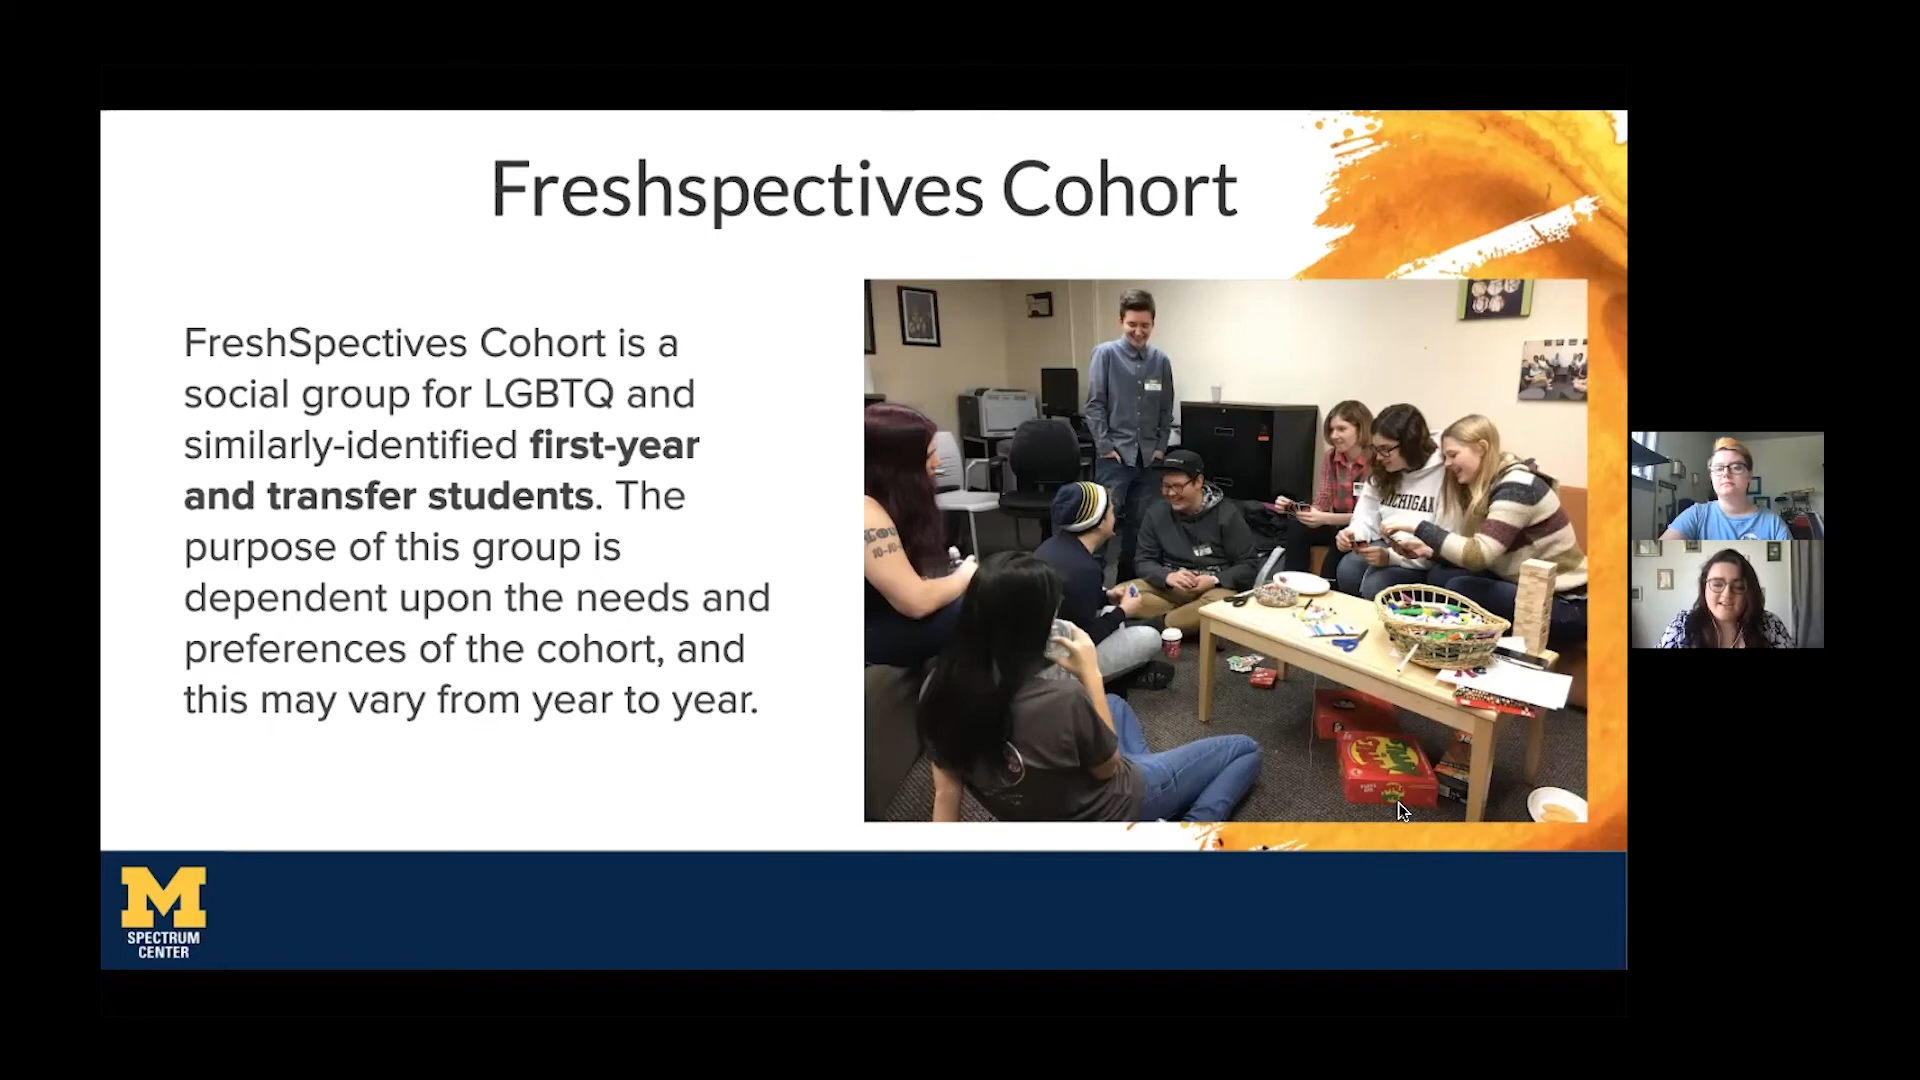 Freshspectives Cohort
FreshSpectives Cohort is a
social group for LGBTQ and
similarly-identified first-year
and transfer students. The
purpose of this group is
dependent upon the needs and
preferences of the cohort, and
this may vary from year to year.
MICHIGAN
M
SPECTRUM
CENTER